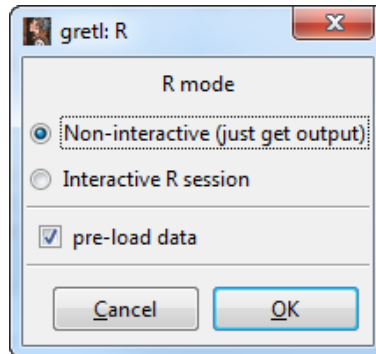 gretl: R
R mode
Non-interactive (just get output)
Interactive R session
pre-load data
Cancel
OK